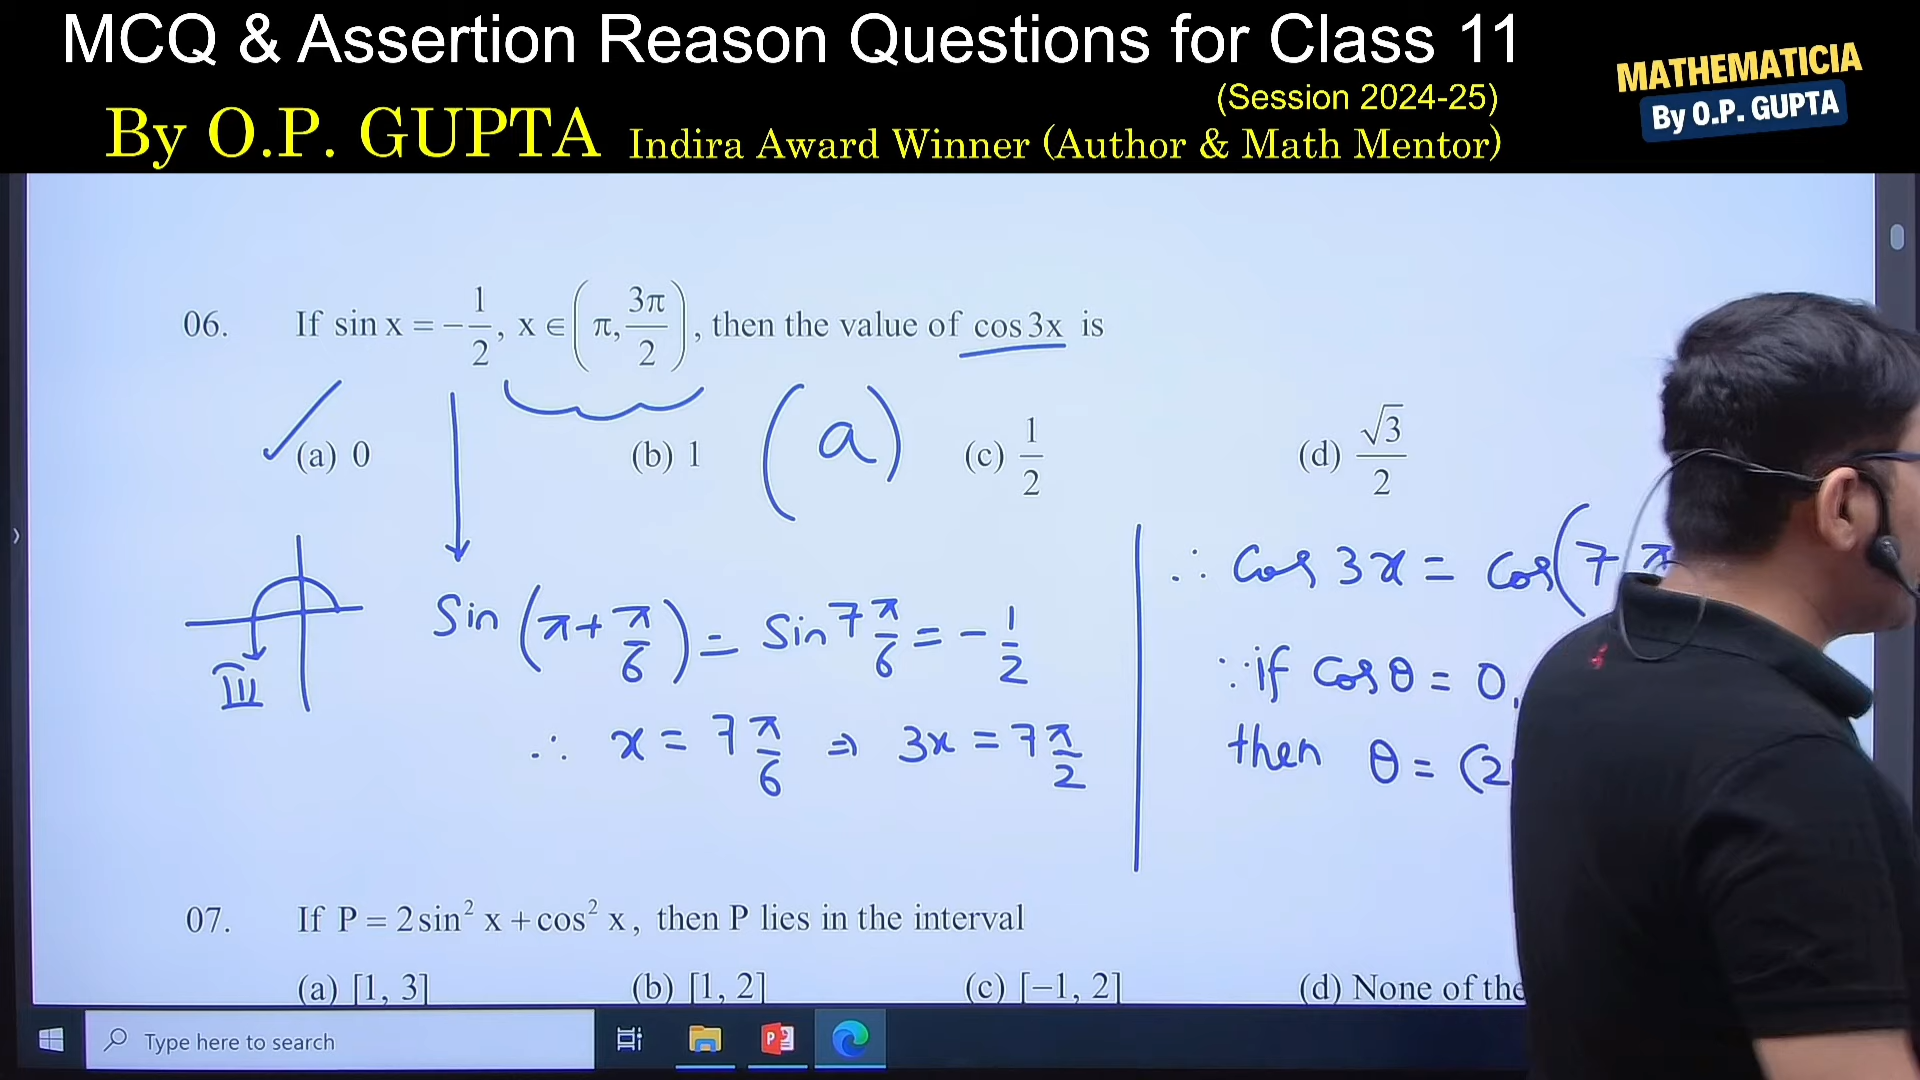 MCQ & Assertion Reason Questions for Class 11
(Session 2024-25)
By O.P. GUPTA Indira Award Winner (Author & Math Mentor)
MATHEMATICIA
By O.P. GUPTA
06. If sin x = -1/2, x ∈ (π, 3π/2), then the value of cos 3x is
(a) 0 (b) 1 (a) (c) 1/2 (d) √3/2
III
Sin (π + π/6) = Sin 7π/6 = -1/2
∴ x = 7π/6 ⇒ 3x = 7π/2
∴ Cos 3x = Cos(7π
∵ if Cos θ = 0,
then θ = (2
07. If P = 2 sin² x + cos² x, then P lies in the interval
(a) [1, 3] (b) [1, 2] (c) [−1, 2] (d) None of the
Type here to search